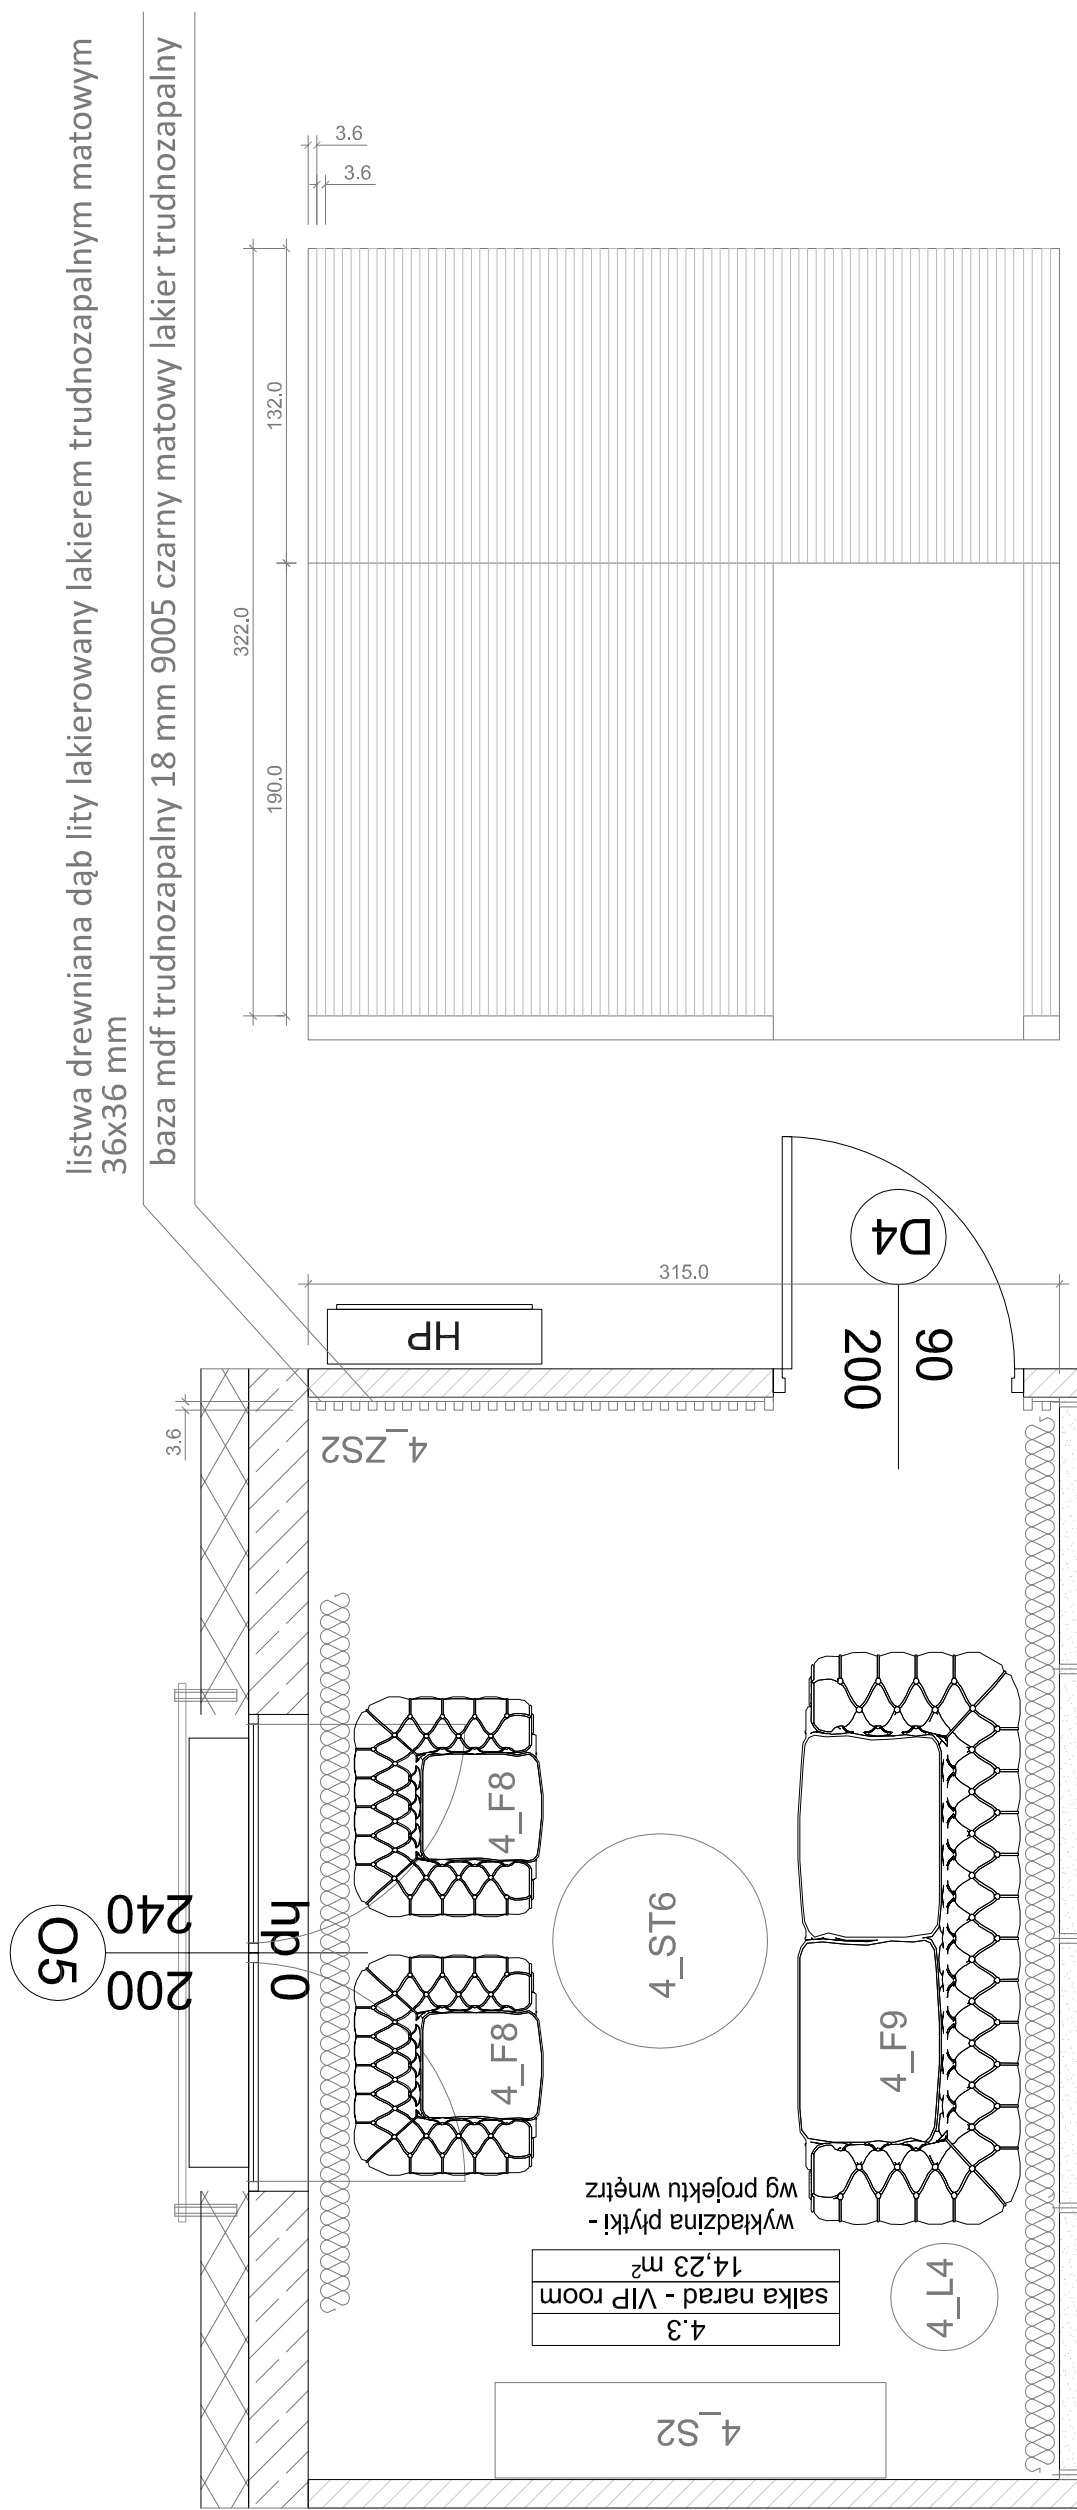 listwa drewniana dąb lity lakierowany lakierem trudnozapalnym matowym
36x36 mm
baza mdf trudnozapalny 18 mm 9005 czarny matowy lakier trudnozapalny
3.6
3.6
132.0
322.0
190.0
D4
90
200
315.0
HP
3.6
4_ZS2
O5
240
200
hp 0
4_F8
4_F8
4_ST6
4_F9
wykładzina płytki -
wg projektu wnętrz
4.3
salka narad - VIP room
14,23 m²
4_L4
4_S2